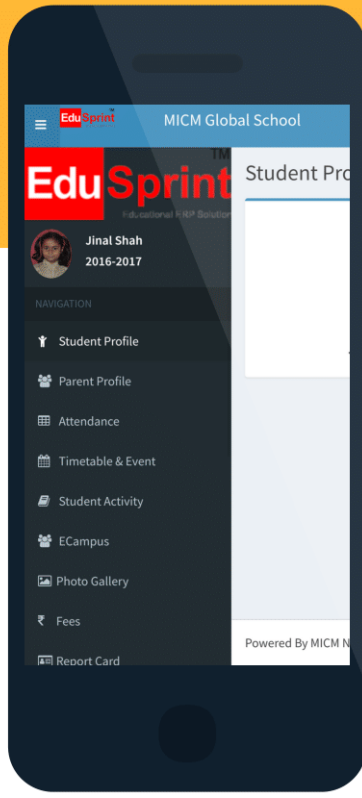 EduSprint TM MICM Global School
EduSprint TM
Educational ERP Solution
Student Pro
Jinal Shah
2016-2017
NAVIGATION
Student Profile
Parent Profile
Attendance
Timetable & Event
Student Activity
ECampus
Photo Gallery
₹ Fees
Powered By MICM N
Report Card